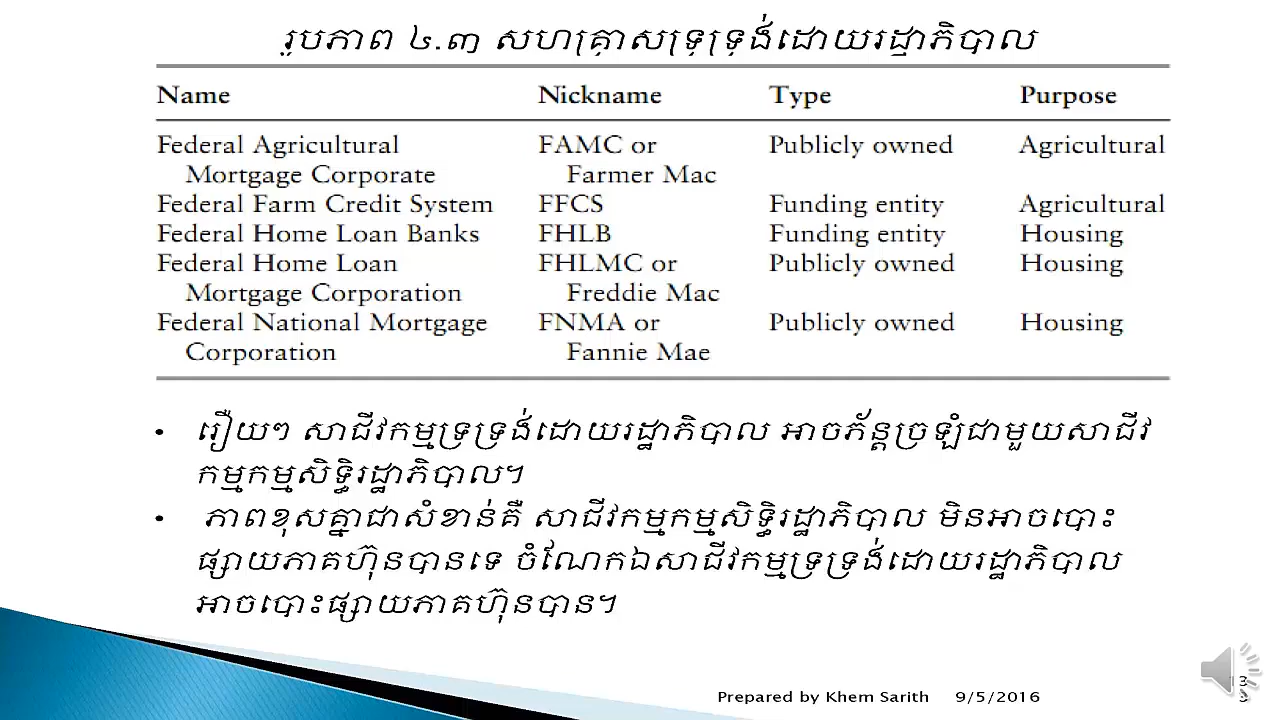 រូបភាព ៤.៣ សហគ្រាសទ្រទ្រង់ដោយរដ្ឋាភិបាល
Name Nickname Type Purpose
Federal Agricultural FAMC or Publicly owned Agricultural
Mortgage Corporate Farmer Mac
Federal Farm Credit System FFCS Funding entity Agricultural
Federal Home Loan Banks FHLB Funding entity Housing
Federal Home Loan FHLMC or Publicly owned Housing
Mortgage Corporation Freddie Mac
Federal National Mortgage FNMA or Publicly owned Housing
Corporation Fannie Mae
• រឿយៗ សាជីវកម្មទ្រទ្រង់ដោយរដ្ឋាភិបាល អាចភ័ន្តច្រឡំជាមួយសាជីវ
កម្មកម្មសិទ្ធិរដ្ឋាភិបាល។
• ភាពខុសគ្នាជាសំខាន់គឺ សាជីវកម្មកម្មសិទ្ធិរដ្ឋាភិបាល មិនអាចបោះ
ផ្សាយភាគហ៊ុនបានទេ ចំណែកឯសាជីវកម្មទ្រទ្រង់ដោយរដ្ឋាភិបាល
អាចបោះផ្សាយភាគហ៊ុនបាន។
Prepared by Khem Sarith 9/5/2016